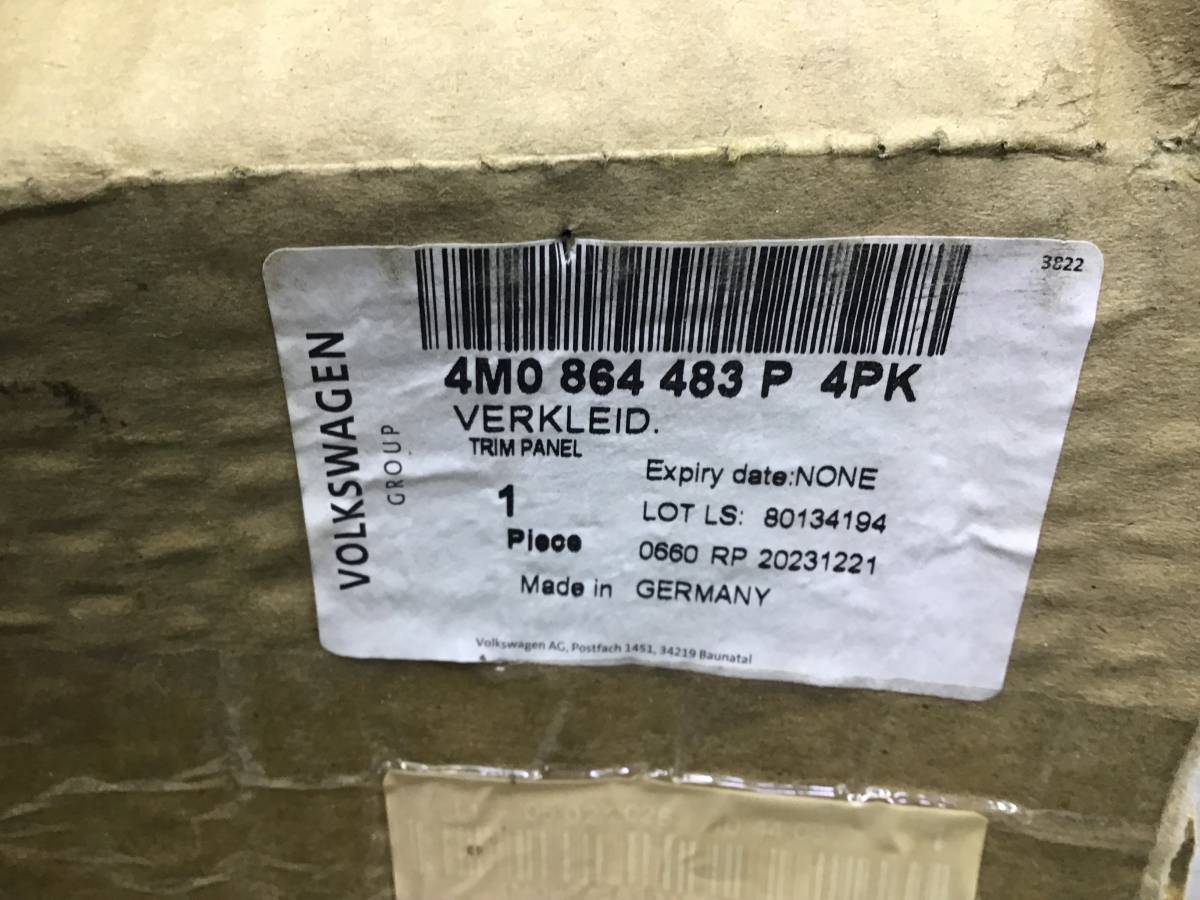 3822
VOLKSWAGEN
GROUP
4M0 864 483 P 4PK
VERKLEID.
TRIM PANEL
1
Piece
Expiry date:NONE
LOT LS: 80134194
0660 RP 20231221
Made in GERMANY
Volkswagen AG, Postfach 1451, 34219 Baunatal